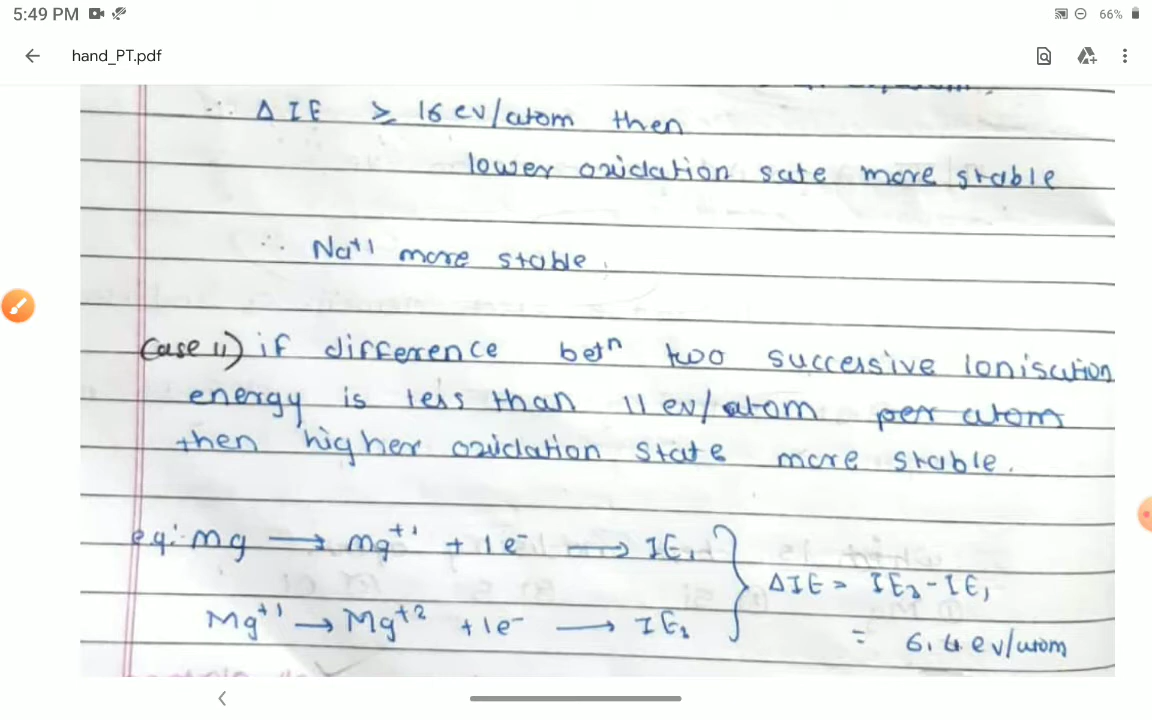 5:49 PM
66%
hand_PT.pdf
∴ Δ IE ≥ 16 ev/atom then
lower oxidation sate more stable
∴ Na⁺¹ more stable.
Case ii) if difference betⁿ two successive Ionisation
energy is less than 11 ev/atom per atom
then higher oxidation state more stable.
e.g:- Mg → Mg⁺¹ + 1e⁻ → IE₁
ΔIE = IE₂ - IE₁
Mg⁺¹ → Mg⁺² + 1e⁻ → IE₂
= 6.4 ev/atom